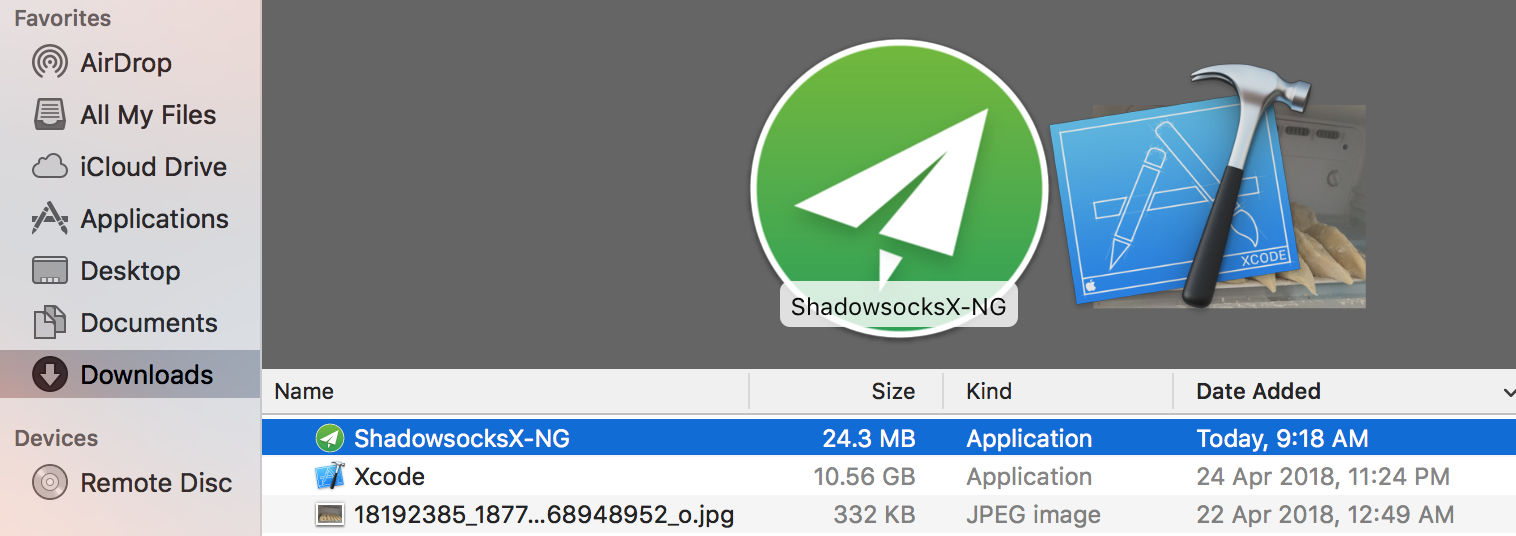 Favorites
AirDrop
All My Files
iCloud Drive
Applications
Desktop
Documents
Downloads
Devices
Remote Disc
XCODE
ShadowsocksX-NG
Name Size Kind Date Added
ShadowsocksX-NG 24.3 MB Application Today, 9:18 AM
Xcode 10.56 GB Application 24 Apr 2018, 11:24 PM
18192385_1877...68948952_o.jpg 332 KB JPEG image 22 Apr 2018, 12:49 AM